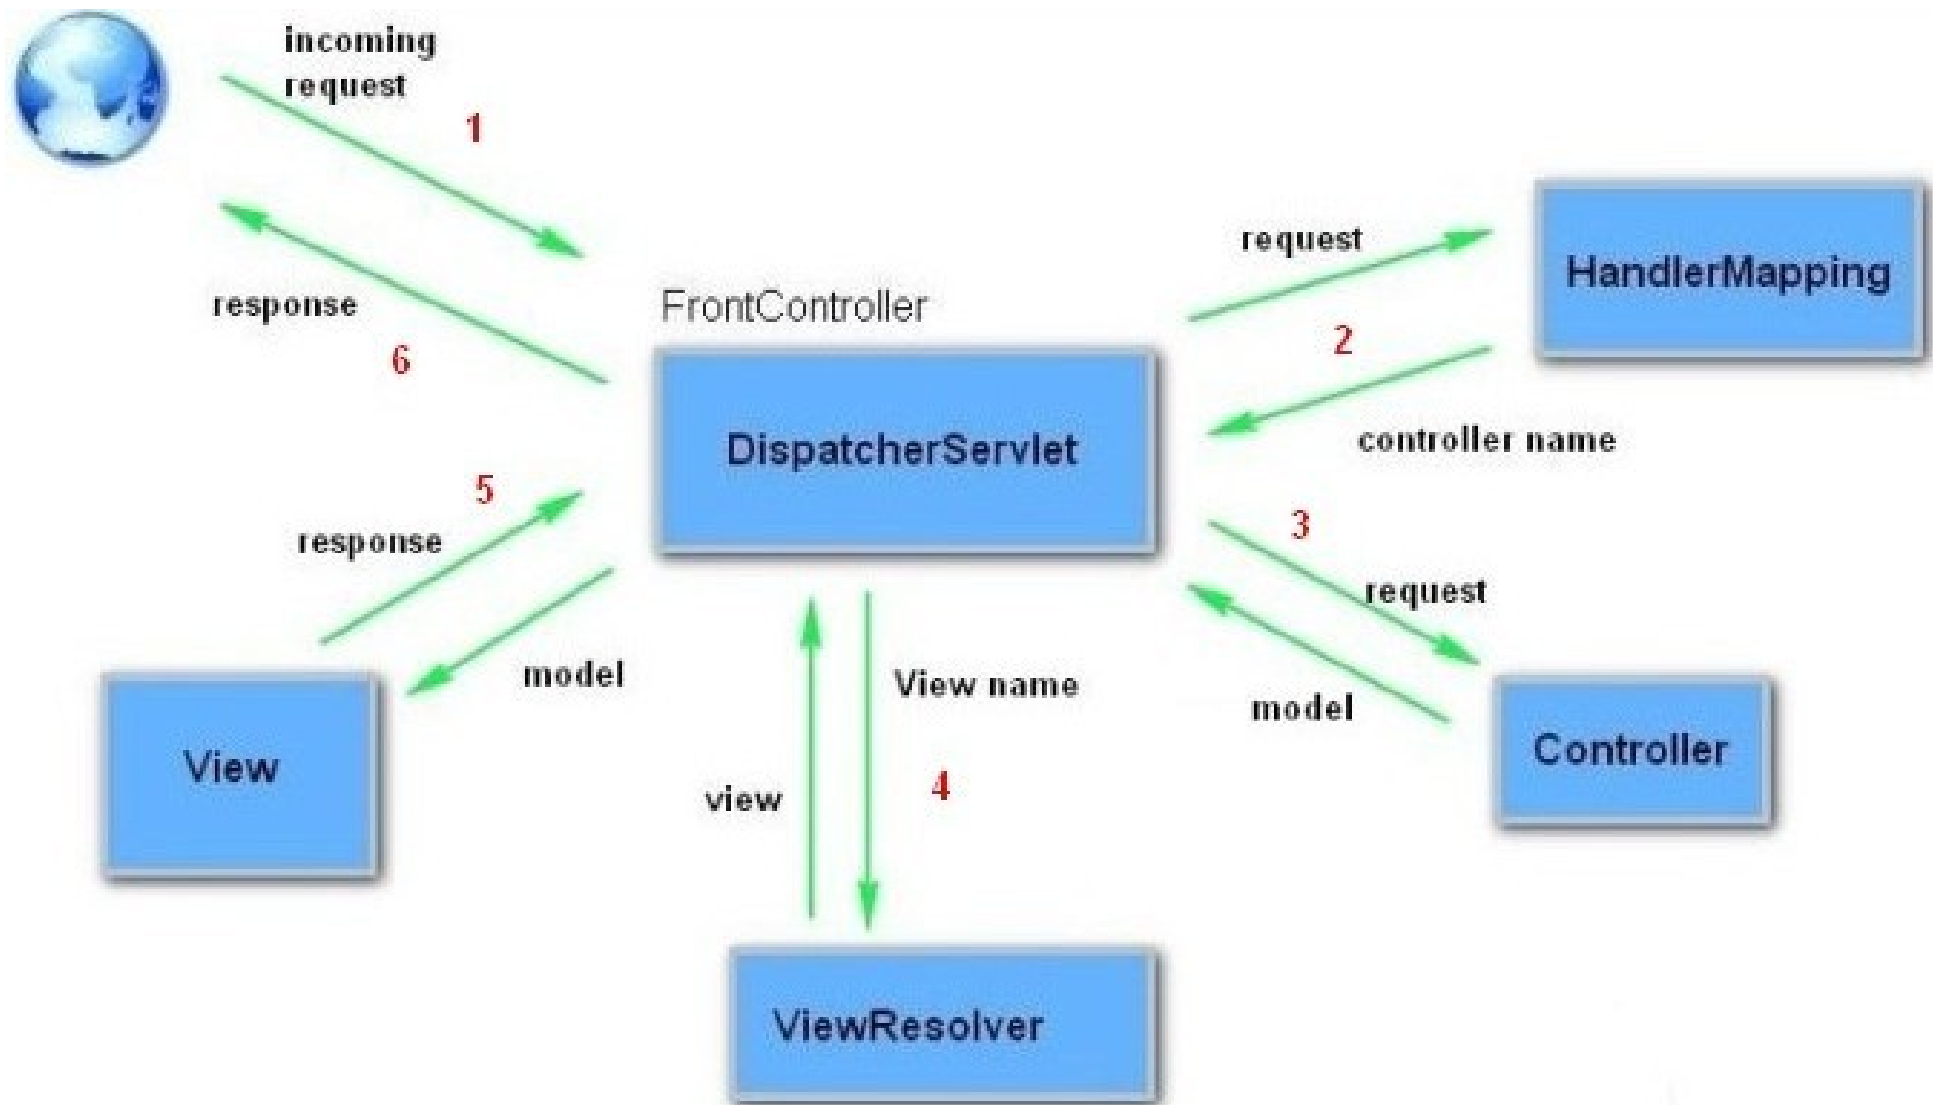 incoming
request
1
response
6
FrontController
DispatcherServlet
request
2
controller name
HandlerMapping
3
request
model
Controller
View name
4
view
ViewResolver
5
response
model
View